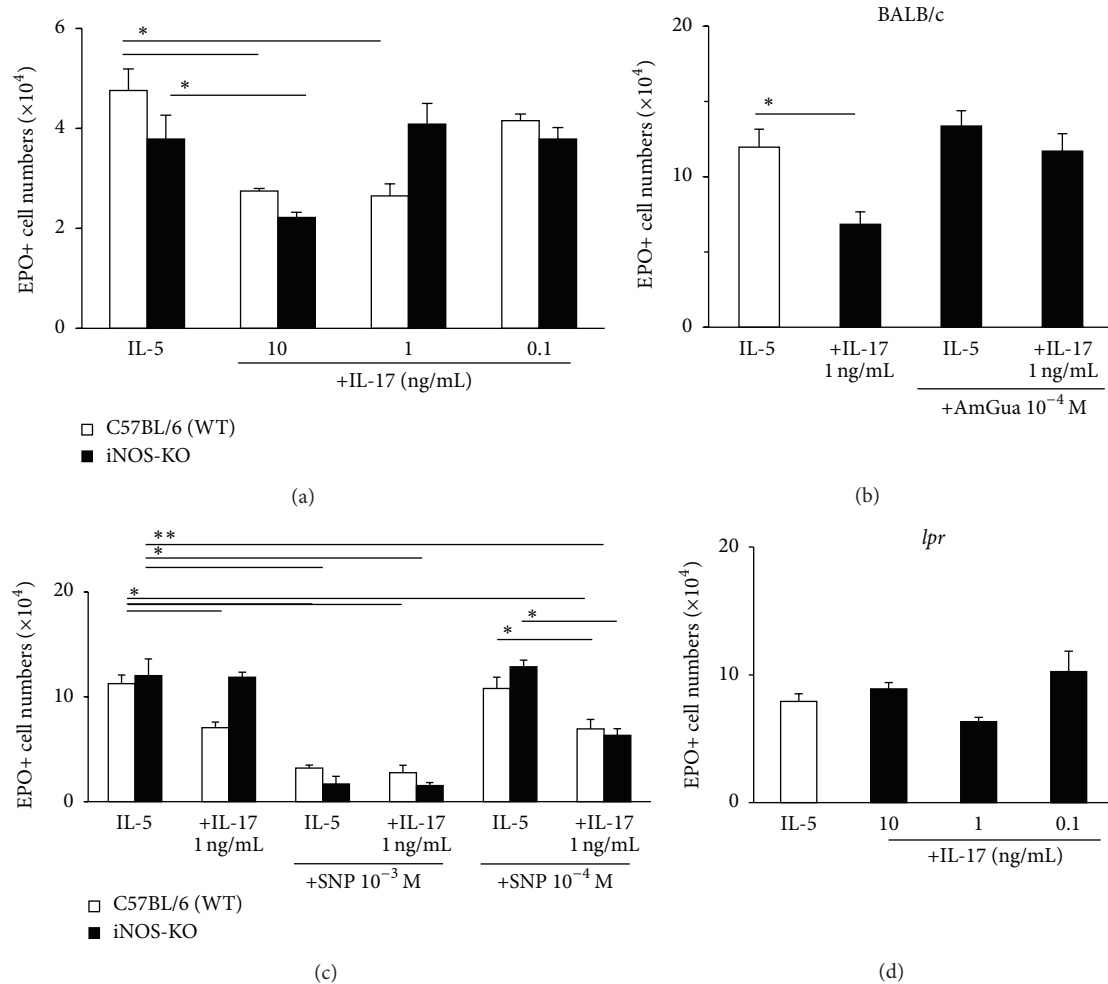 6
4
2
0
EPO+ cell numbers (×10⁴)
*
*
IL-5
10
1
0.1
+IL-17 (ng/mL)
C57BL/6 (WT)
iNOS-KO
(a)
BALB/c
20
10
0
EPO+ cell numbers (×10⁴)
*
IL-5
+IL-17
1 ng/mL
IL-5
+IL-17
1 ng/mL
+AmGua 10⁻⁴ M
(b)
**
*
*
*
*
20
10
0
EPO+ cell numbers (×10⁴)
IL-5
+IL-17
1 ng/mL
IL-5
+IL-17
1 ng/mL
IL-5
+IL-17
1 ng/mL
+SNP 10⁻³ M
+SNP 10⁻⁴ M
C57BL/6 (WT)
iNOS-KO
(c)
lpr
20
10
0
EPO+ cell numbers (×10⁴)
IL-5
10
1
0.1
+IL-17 (ng/mL)
(d)